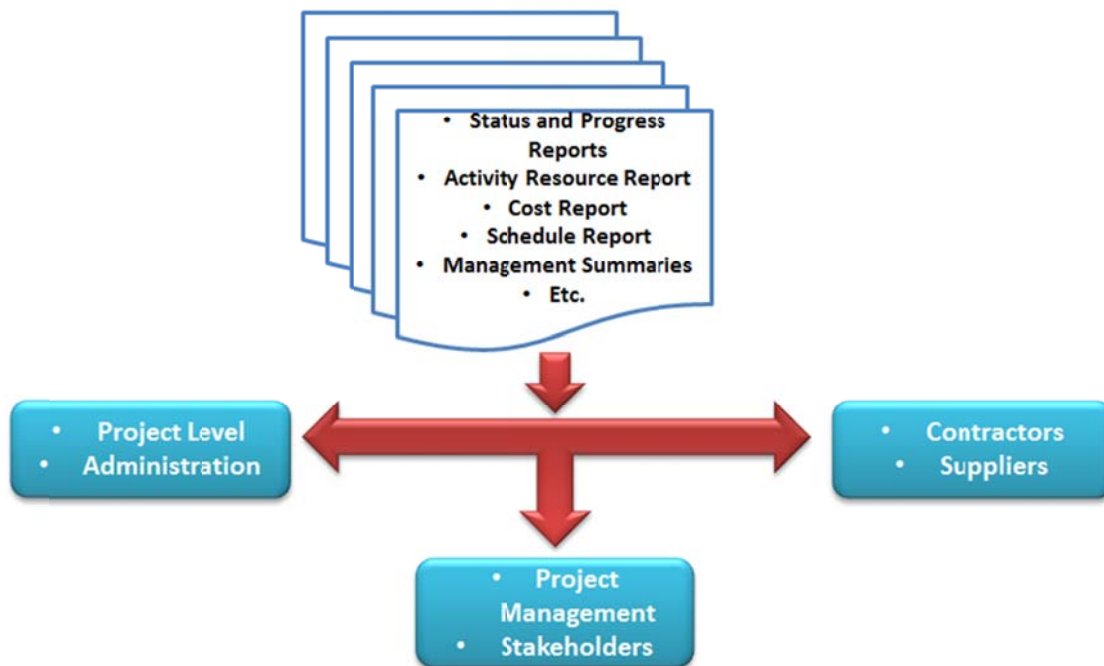 • Status and Progress
Reports
• Activity Resource Report
• Cost Report
• Schedule Report
• Management Summaries
• Etc.
• Project Level
• Administration
• Contractors
• Suppliers
• Project
Management
• Stakeholders